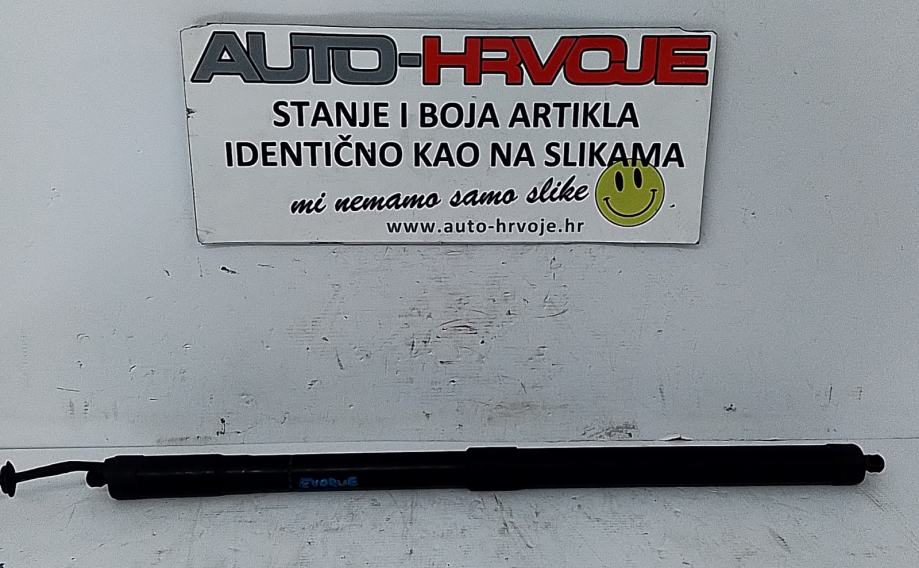 AUTO-HRVOJE
STANJE I BOJA ARTIKLA
IDENTIČNO KAO NA SLIKAMA
mi nemamo samo slike
www.auto-hrvoje.hr
EVOQUE